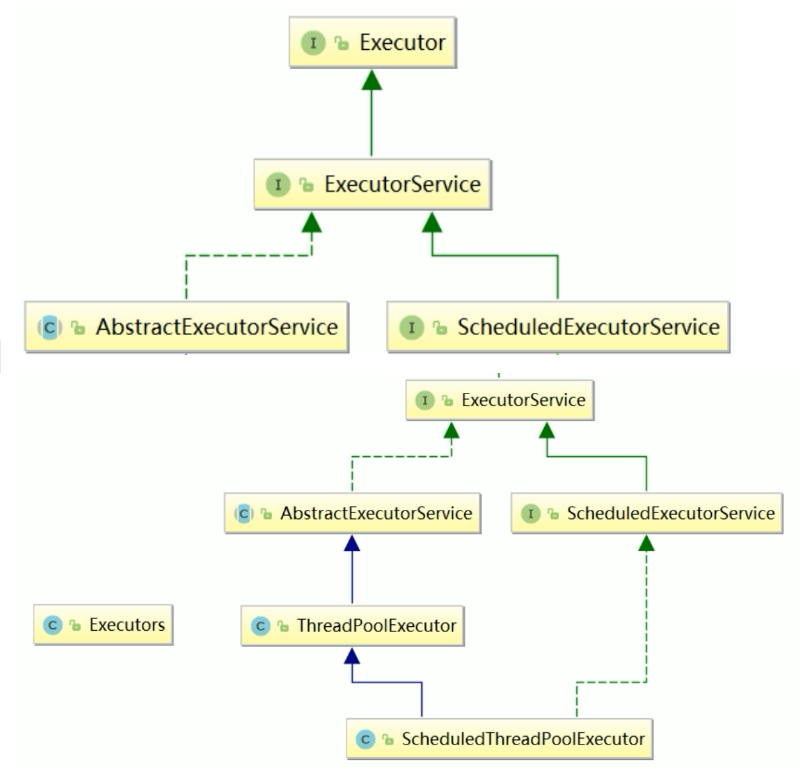 I Executor
I ExecutorService
C AbstractExecutorService
I ScheduledExecutorService
I ExecutorService
C AbstractExecutorService
I ScheduledExecutorService
C Executors
C ThreadPoolExecutor
C ScheduledThreadPoolExecutor